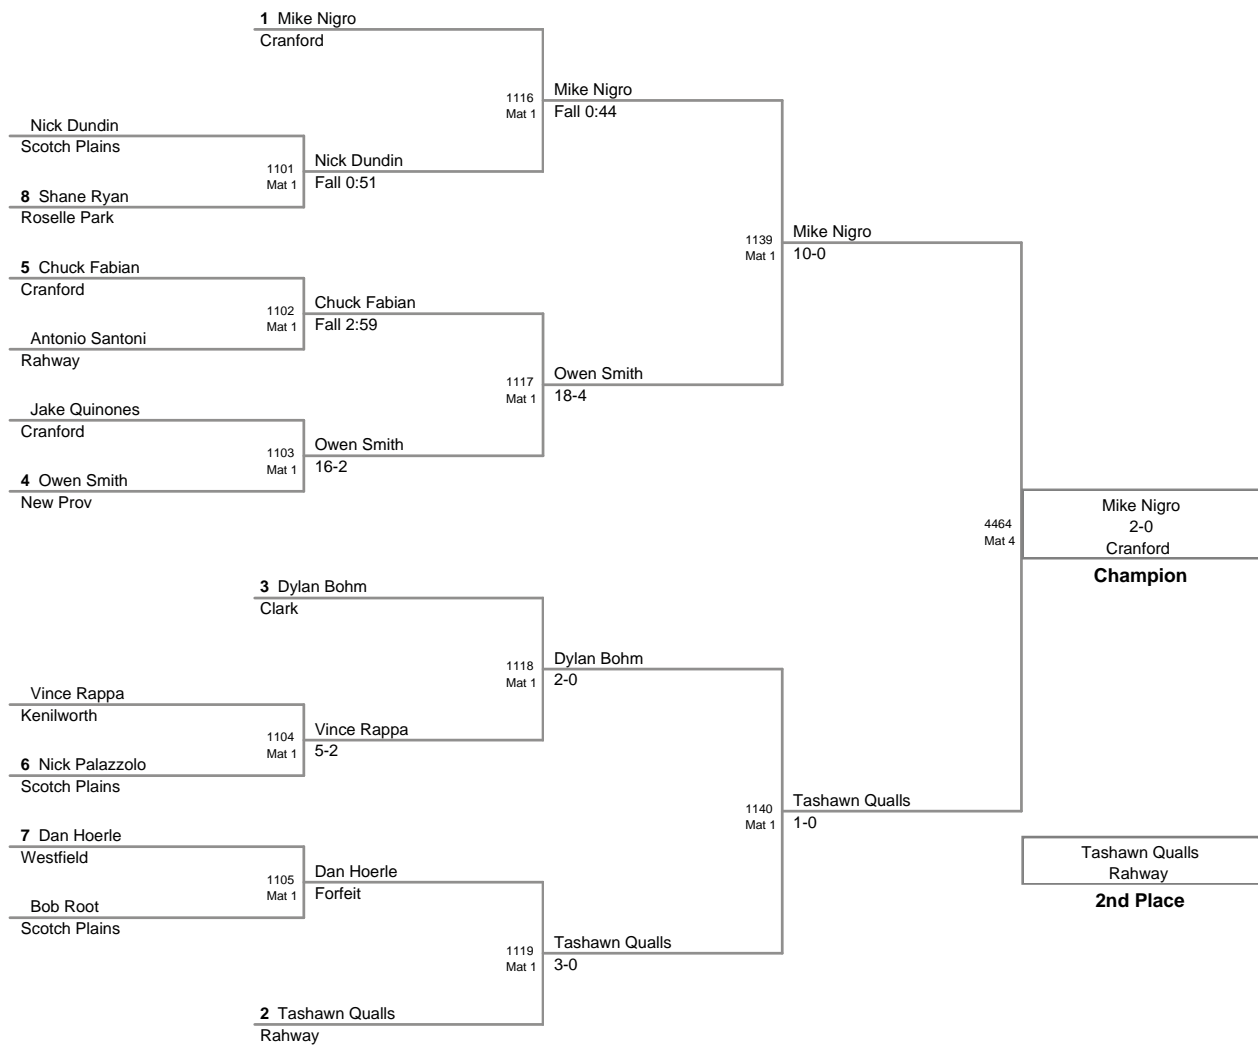 1 Mike Nigro
Cranford
1116
Mat 1
Mike Nigro
Fall 0:44
Nick Dundin
Scotch Plains
1101
Mat 1
Nick Dundin
Fall 0:51
8 Shane Ryan
Roselle Park
1139
Mat 1
Mike Nigro
10-0
5 Chuck Fabian
Cranford
1102
Mat 1
Chuck Fabian
Fall 2:59
Antonio Santoni
Rahway
1117
Mat 1
Owen Smith
18-4
Jake Quinones
Cranford
1103
Mat 1
Owen Smith
16-2
4 Owen Smith
New Prov
4464
Mat 4
Mike Nigro
2-0
Cranford
Champion
3 Dylan Bohm
Clark
1118
Mat 1
Dylan Bohm
2-0
Vince Rappa
Kenilworth
1104
Mat 1
Vince Rappa
5-2
6 Nick Palazzolo
Scotch Plains
1140
Mat 1
Tashawn Qualls
1-0
7 Dan Hoerle
Westfield
1105
Mat 1
Dan Hoerle
Forfeit
Bob Root
Scotch Plains
Tashawn Qualls
Rahway
2nd Place
1119
Mat 1
Tashawn Qualls
3-0
2 Tashawn Qualls
Rahway